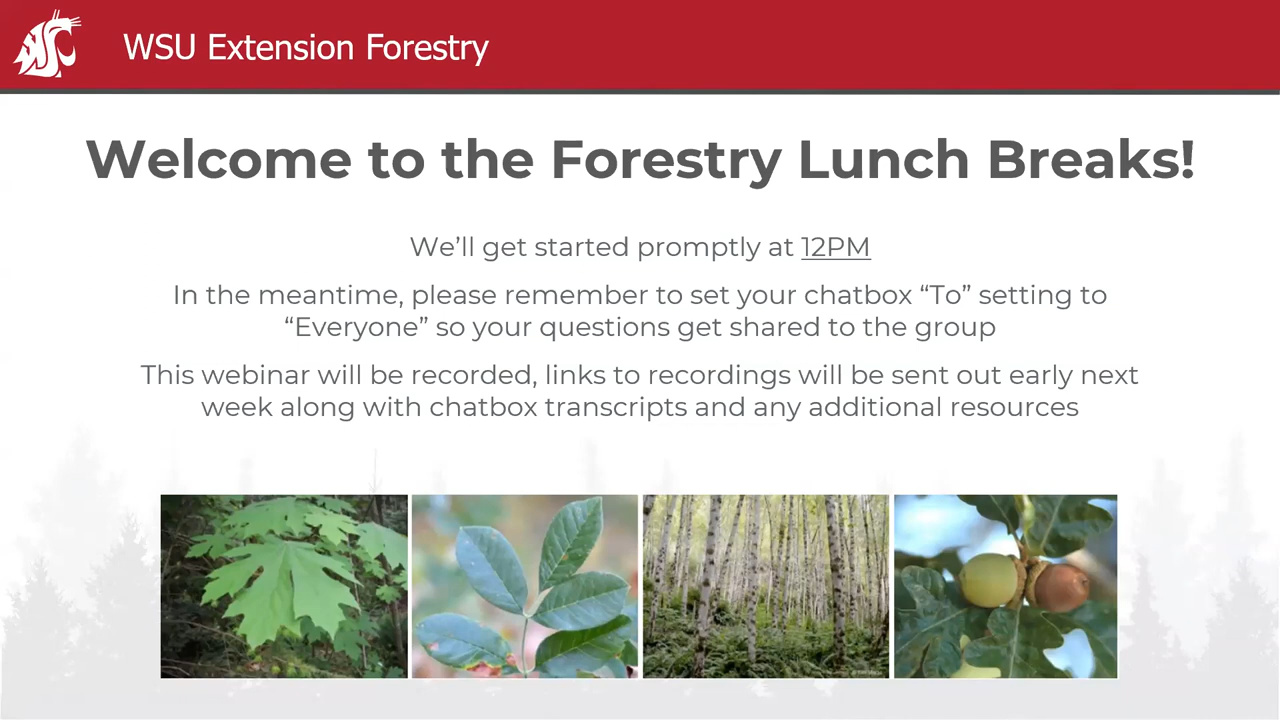 WSU Extension Forestry
Welcome to the Forestry Lunch Breaks!
We’ll get started promptly at 12PM
In the meantime, please remember to set your chatbox “To” setting to
“Everyone” so your questions get shared to the group
This webinar will be recorded, links to recordings will be sent out early next
week along with chatbox transcripts and any additional resources